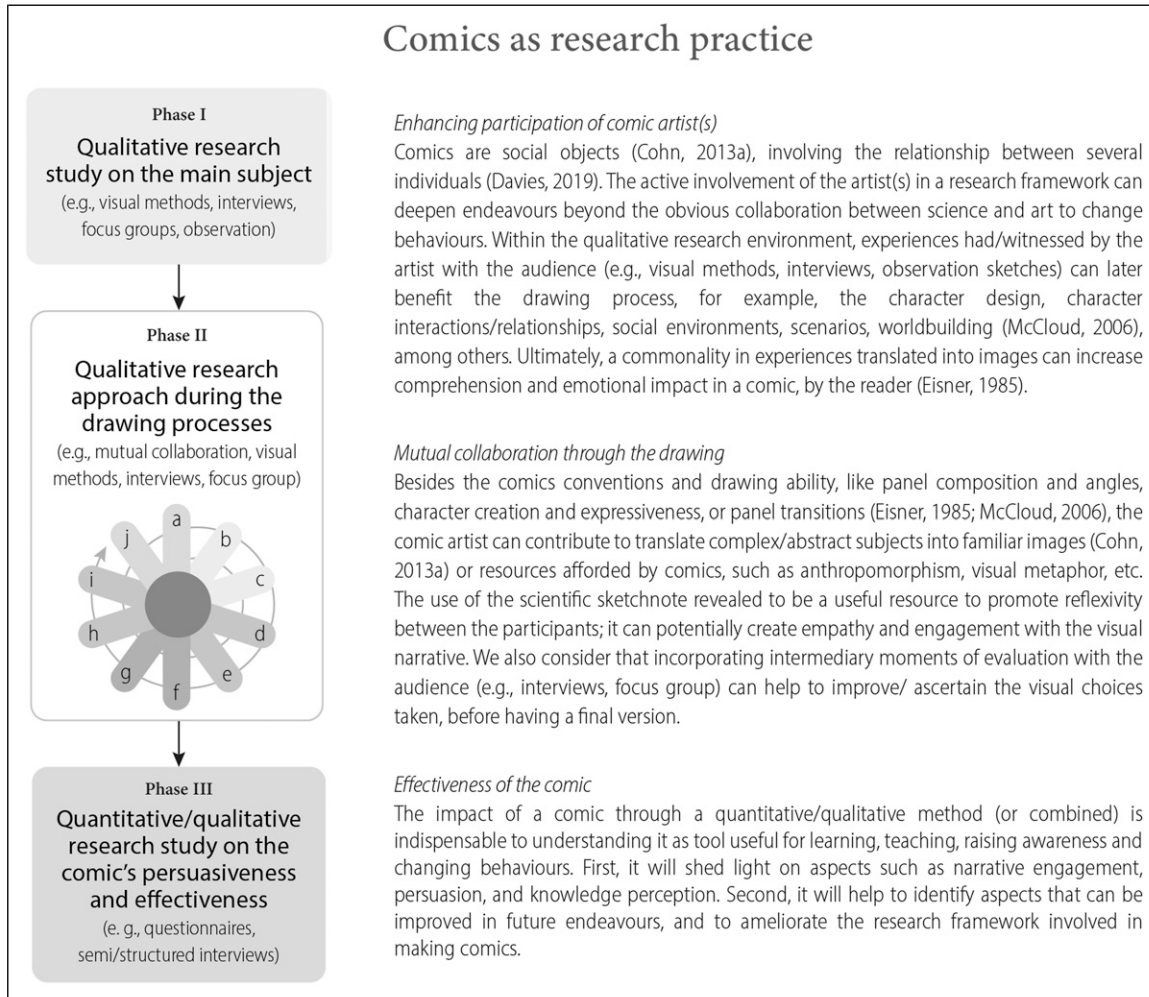 Comics as research practice
Phase I
Qualitative research
study on the main subject
(e.g., visual methods, interviews,
focus groups, observation)
Enhancing participation of comic artist(s)
Comics are social objects (Cohn, 2013a), involving the relationship between several
individuals (Davies, 2019). The active involvement of the artist(s) in a research framework can
deepen endeavours beyond the obvious collaboration between science and art to change
behaviours. Within the qualitative research environment, experiences had/witnessed by the
artist with the audience (e.g., visual methods, interviews, observation sketches) can later
benefit the drawing process, for example, the character design, character
interactions/relationships, social environments, scenarios, worldbuilding (McCloud, 2006),
among others. Ultimately, a commonality in experiences translated into images can increase
comprehension and emotional impact in a comic, by the reader (Eisner, 1985).
Phase II
Qualitative research
approach during the
drawing processes
(e.g., mutual collaboration, visual
methods, interviews, focus group)
a
b
c
d
e
f
g
h
i
j
Mutual collaboration through the drawing
Besides the comics conventions and drawing ability, like panel composition and angles,
character creation and expressiveness, or panel transitions (Eisner, 1985; McCloud, 2006), the
comic artist can contribute to translate complex/abstract subjects into familiar images (Cohn,
2013a) or resources afforded by comics, such as anthropomorphism, visual metaphor, etc.
The use of the scientific sketchnote revealed to be a useful resource to promote reflexivity
between the participants; it can potentially create empathy and engagement with the visual
narrative. We also consider that incorporating intermediary moments of evaluation with the
audience (e.g., interviews, focus group) can help to improve/ ascertain the visual choices
taken, before having a final version.
Phase III
Quantitative/qualitative
research study on the
comic's persuasiveness
and effectiveness
(e. g., questionnaires,
semi/structured interviews)
Effectiveness of the comic
The impact of a comic through a quantitative/qualitative method (or combined) is
indispensable to understanding it as tool useful for learning, teaching, raising awareness and
changing behaviours. First, it will shed light on aspects such as narrative engagement,
persuasion, and knowledge perception. Second, it will help to identify aspects that can be
improved in future endeavours, and to ameliorate the research framework involved in
making comics.